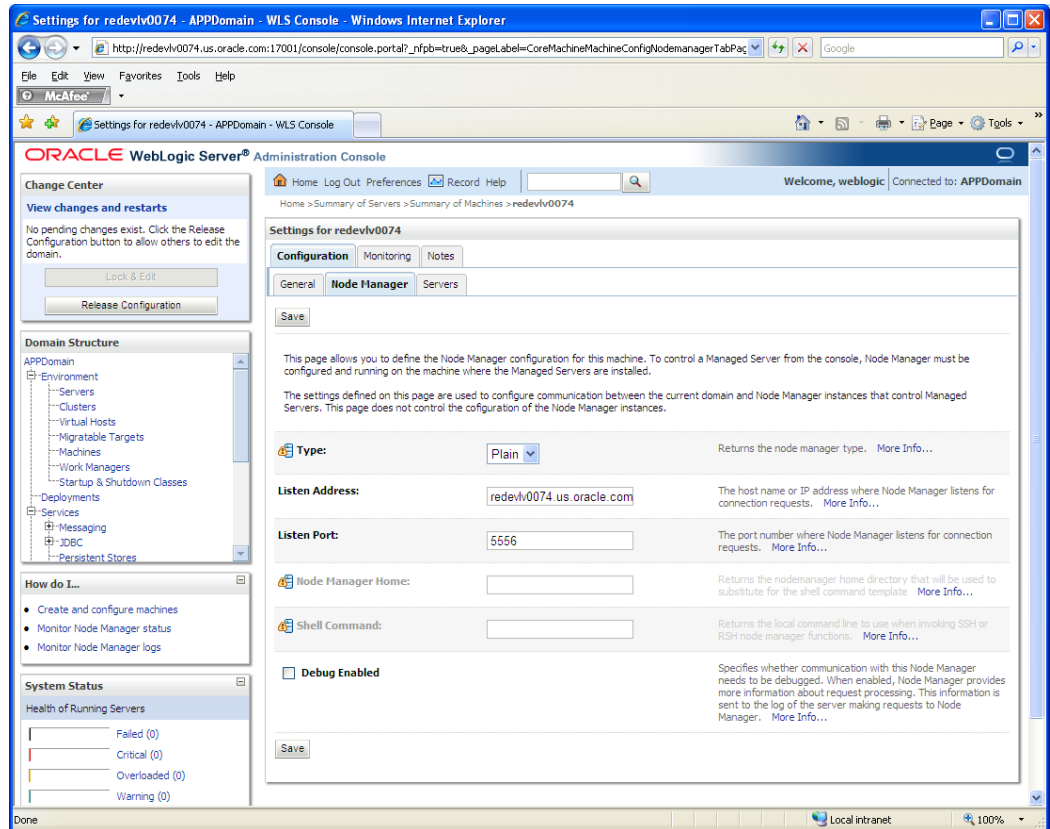 Settings for redevlv0074 - APPDomain - WLS Console - Windows Internet Explorer
http://redevlv0074.us.oracle.com:17001/console/console.portal?_nfpb=true&_pageLabel=CoreMachineMachineConfigNodemanagerTabPag
Google
File Edit View Favorites Tools Help
McAfee
Settings for redevlv0074 - APPDomain - WLS Console
Page Tools
ORACLE WebLogic Server® Administration Console
Change Center
View changes and restarts
No pending changes exist. Click the Release
Configuration button to allow others to edit the
domain.
Lock & Edit
Release Configuration
Domain Structure
APPDomain
Environment
Servers
Clusters
Virtual Hosts
Migratable Targets
Machines
Work Managers
Startup & Shutdown Classes
Deployments
Services
Messaging
JDBC
Persistent Stores
How do I...
Create and configure machines
Monitor Node Manager status
Monitor Node Manager logs
System Status
Health of Running Servers
Failed (0)
Critical (0)
Overloaded (0)
Warning (0)
Home Log Out Preferences Record Help
Welcome, weblogic Connected to: APPDomain
Home >Summary of Servers >Summary of Machines >redevlv0074
Settings for redevlv0074
Configuration Monitoring Notes
General Node Manager Servers
Save
This page allows you to define the Node Manager configuration for this machine. To control a Managed Server from the console, Node Manager must be
configured and running on the machine where the Managed Servers are installed.
The settings defined on this page are used to configure communication between the current domain and Node Manager instances that control Managed
Servers. This page does not control the cofiguration of the Node Manager instances.
Type:
Plain
Returns the node manager type. More Info...
Listen Address:
redevlv0074.us.oracle.com
The host name or IP address where Node Manager listens for
connection requests. More Info...
Listen Port:
5556
The port number where Node Manager listens for connection
requests. More Info...
Node Manager Home:
Returns the nodemanager home directory that will be used to
substitute for the shell command template More Info...
Shell Command:
Returns the local command line to use when invoking SSH or
RSH node manager functions. More Info...
Debug Enabled
Specifies whether communication with this Node Manager
needs to be debugged. When enabled, Node Manager provides
more information about request processing. This information is
sent to the log of the server making requests to Node
Manager. More Info...
Save
Done
Local intranet
100%